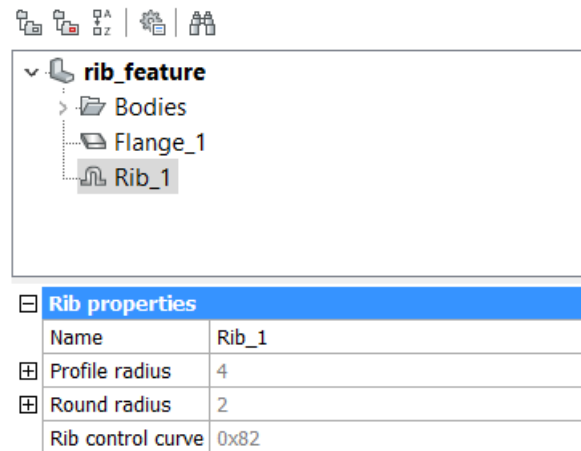 rib_feature
Bodies
Flange_1
Rib_1
Rib properties
Name Rib_1
Profile radius 4
Round radius 2
Rib control curve 0x82